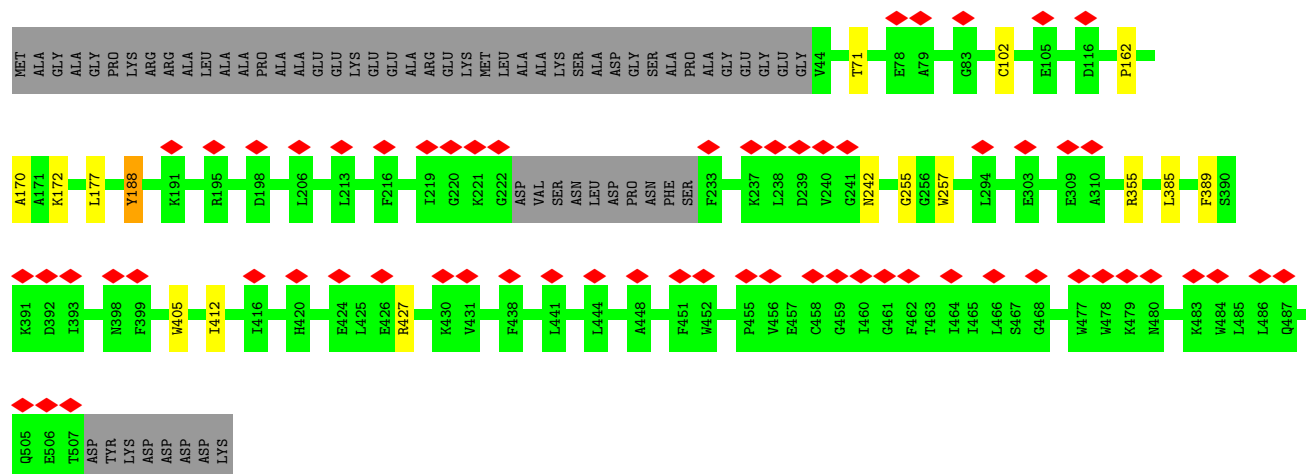 MET ALA GLY ALA GLY PRO LYS ARG ARG ALA LEU ALA ALA PRO ALA ALA GLU GLU LYS GLU GLU ALA ARG GLU LYS MET LEU ALA ALA LYS SER ALA ASP GLY SER ALA PRO ALA GLY GLU GLY GLU GLY V44 T71 E78 A79 G83 C102 E105 D116 P162
A170 A171 K172 L177 Y188 K191 R195 D198 L206 L213 F216 I219 G220 K221 G222 ASP VAL SER ASN LEU ASP PRO ASN PHE SER F233 K237 L238 D239 V240 G241 N242 G255 G256 W257 L294 E303 E309 A310 R355 L385 F389 S390
K391 D392 I393 N398 F399 W405 I412 I416 H420 E424 L425 E426 R427 K430 V431 F438 L441 L444 A448 F451 W452 P455 V456 E457 C458 G459 I460 G461 F462 T463 I464 I465 L466 S467 G468 W477 W478 K479 N480 K483 W484 L485 L486 Q487
Q505 E506 T507 ASP TYR LYS ASP ASP ASP ASP LYS